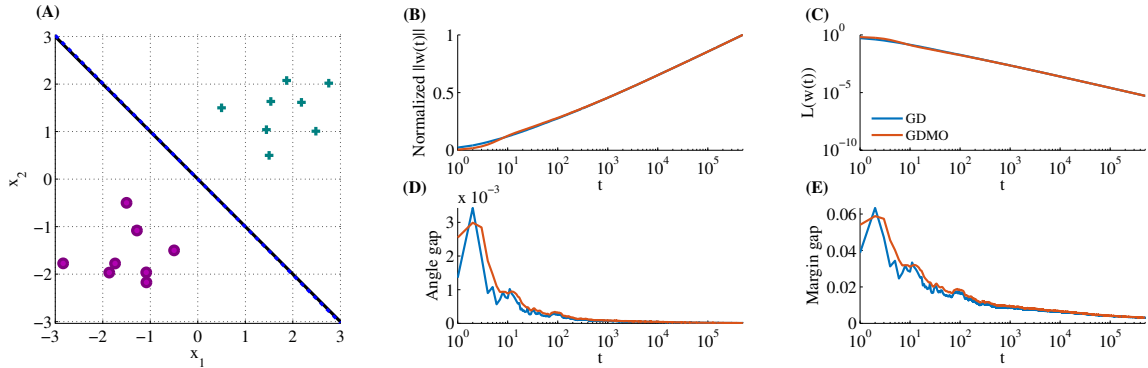 (A)
3
2
1
0
−1
−2
−3
−3 −2 −1 0 1 2 3
x_2
x_1
(B)
1
0.5
0
10^0 10^1 10^2 10^3 10^4 10^5
Normalized ||w(t)||
t
(C)
10^0
10^−5
10^−10
10^0 10^1 10^2 10^3 10^4 10^5
L(w(t))
t
GD
GDMO
(D)
x 10^−3
3
2
1
0
10^0 10^1 10^2 10^3 10^4 10^5
Angle gap
t
(E)
0.06
0.04
0.02
0
10^0 10^1 10^2 10^3 10^4 10^5
Margin gap
t